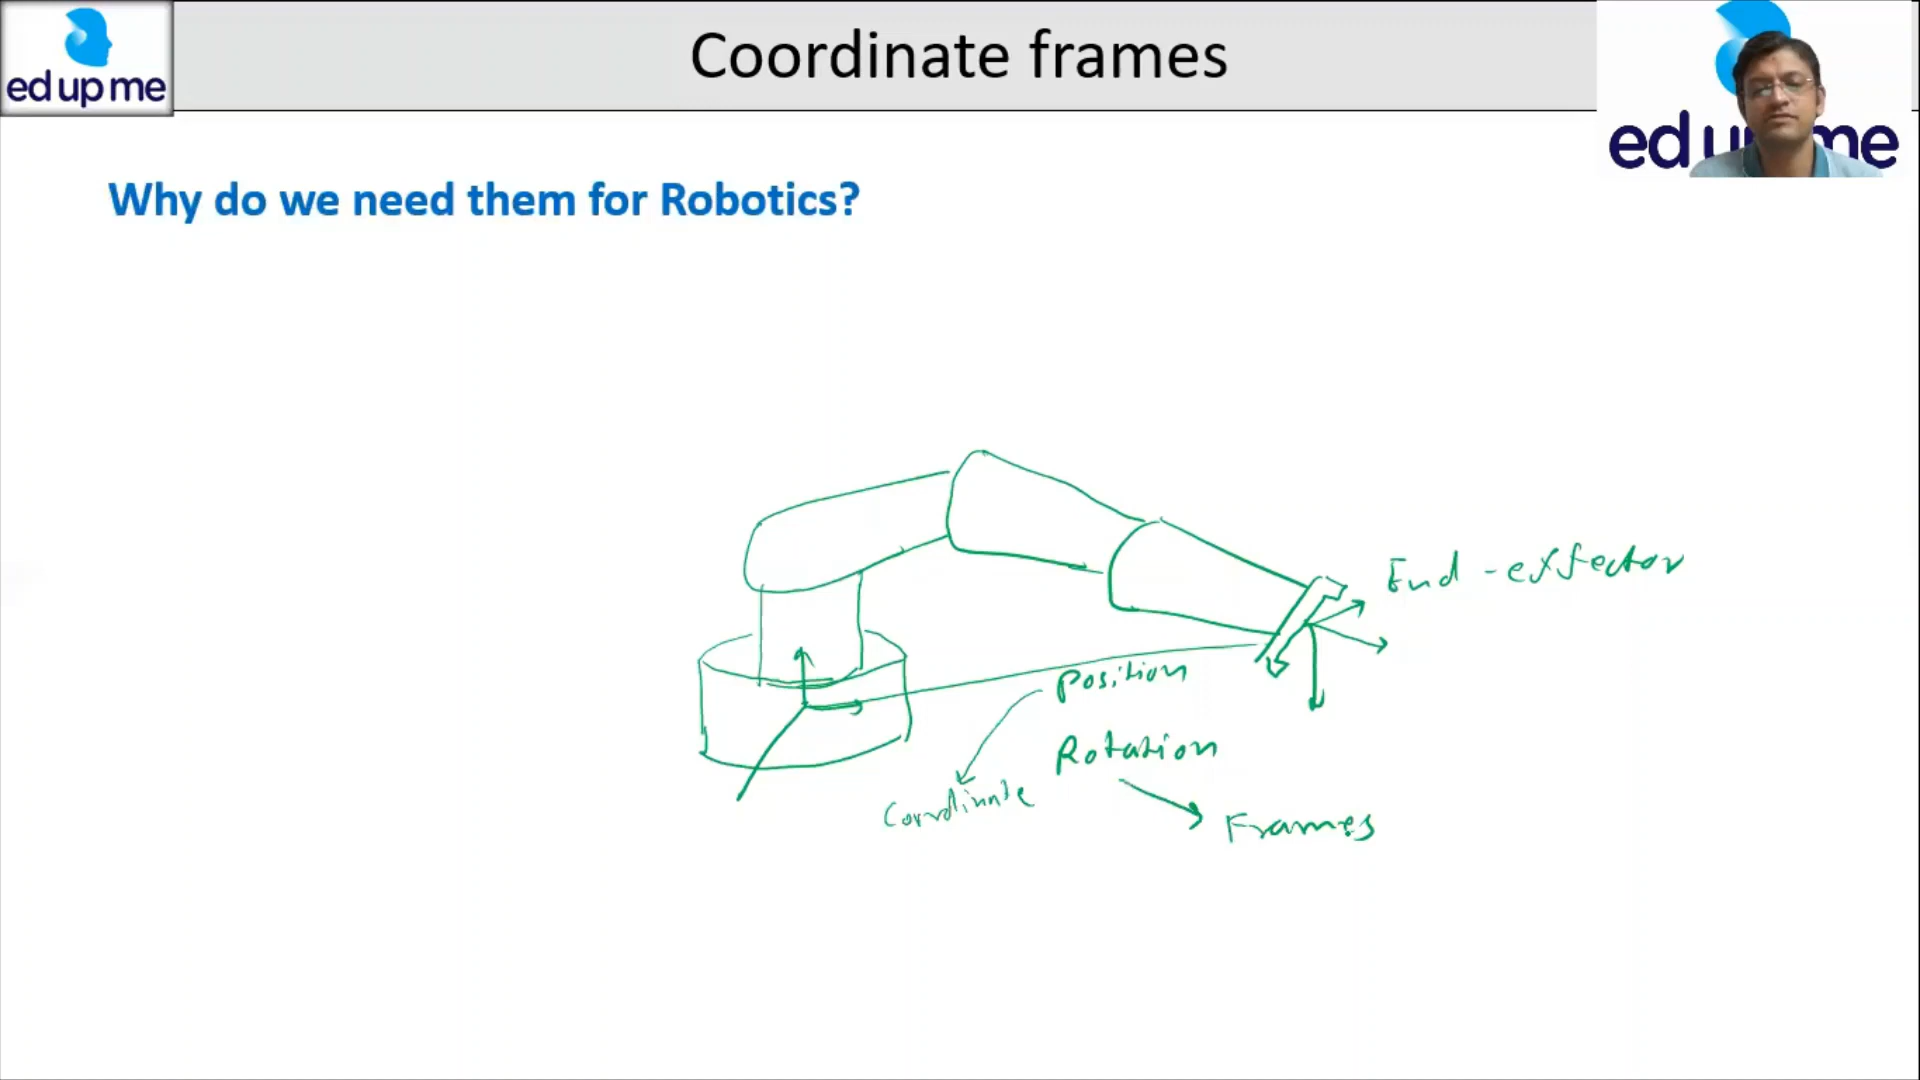 Coordinate frames
ed up me
ed up me
Why do we need them for Robotics?
End-effector
Position
Rotation
Coordinate
Frames